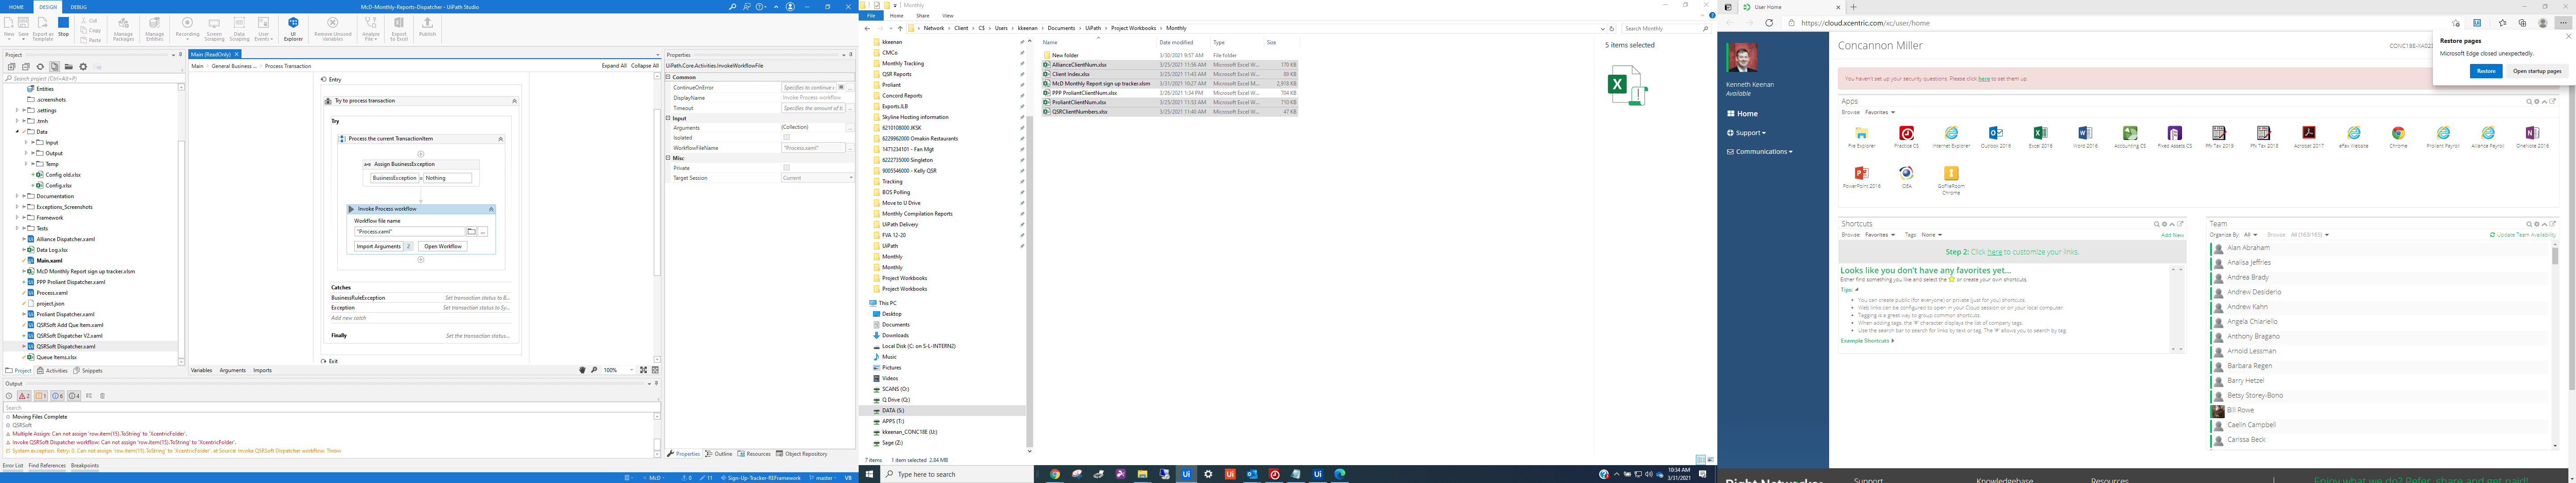 HOME DESIGN DEBUG McD-Monthly-Reports-Dispatcher - UiPath Studio
New Save Export as Template Stop Cut Copy Paste Manage Packages Manage Entities Recording Screen Scraping Data Scraping User Events UI Explorer Remove Unused Variables Analyze File Export to Excel Publish
Project
Search project (Ctrl+Alt+P)
Entities
.screenshots
.settings
.tmh
Data
Input
Output
Temp
Config old.xlsx
Config.xlsx
Documentation
Exceptions_Screenshots
Framework
Tests
Alliance Dispatcher.xaml
Data Log.xlsx
Main.xaml
McD Monthly Report sign up tracker.xlsm
PPP Proliant Dispatcher.xaml
Process.xaml
project.json
Proliant Dispatcher.xaml
QSRSoft Add Que Item.xaml
QSRSoft Dispatcher V2.xaml
QSRSoft Dispatcher.xaml
Queue Items.xlsx
Project Activities Snippets
Main (ReadOnly)
Main > General Business ... > Process Transaction Expand All Collapse All
Entry
Try to process transaction
Try
Process the current TransactionItem
Assign BusinessException
BusinessException = Nothing
Invoke Process workflow
Workflow file name
"Process.xaml"
Import Arguments 2 Open Workflow
Catches
BusinessRuleException Set transaction status to B...
Exception Set transaction status to Sy...
Add new catch
Finally Set the transaction status...
Exit
Variables Arguments Imports 100%
Properties
UiPath.Core.Activities.InvokeWorkflowFile
Common
ContinueOnError Specifies to continue
DisplayName Invoke Process workflow
Timeout Specifies the amount of ti
Input
Arguments (Collection)
Isolated
WorkflowFileName "Process.xaml"
Misc
Private
Target Session Current
Properties Outline Resources Object Repository
Output
2 1 6 4
Search
Moving Files Complete
QSRSoft
Multiple Assign: Can not assign 'row.item(15).ToString' to 'XcentricFolder'.
Invoke QSRSoft Dispatcher workflow: Can not assign 'row.item(15).ToString' to 'XcentricFolder'.
System exception. Retry: 0. Can not assign 'row.item(15).ToString' to 'XcentricFolder'. at Source: Invoke QSRSoft Dispatcher workflow: Throw
Error List Find References Breakpoints
McD 0 11 Sign-Up-Tracker-REFramework master VB
Monthly
File Home Share View
Network > Client > C$ > Users > kkeenan > Documents > UiPath > Project Workbooks > Monthly Search Monthly
kkeenan
CMCo
Monthly Tracking
QSR Reports
Proliant
Concord Reports
Exports.ILB
Skyline Hosting information
6210108000 JKSK
6229962000 Omakin Restaurants
1471234101 - Fan Mgt
6222735000 Singleton
9005546000 - Kelly QSR
Tracking
BOS Polling
Move to U Drive
Monthly Compilation Reports
UiPath Delivery
FVA 12-20
UiPath
Monthly
Monthly
Project Workbooks
Project Workbooks
This PC
Desktop
Documents
Downloads
Local Disk (C: on S-L-INTERN2)
Music
Pictures
Videos
SCANS (O:)
Q Drive (Q:)
DATA (S:)
APPS (T:)
kkeenan_CONC18E (U:)
Sage (Z:)
Name Date modified Type Size
New folder 3/30/2021 9:57 AM File folder
AllianceClientNum.xlsx 3/25/2021 11:56 AM Microsoft Excel W... 170 KB
Client Index.xlsx 3/25/2021 11:40 AM Microsoft Excel W... 89 KB
McD Monthly Report sign up tracker.xlsm 3/31/2021 10:27 AM Microsoft Excel M... 2,918 KB
PPP ProliantClientNum.xlsx 3/26/2021 1:34 PM Microsoft Excel W... 704 KB
ProliantClientNum.xlsx 3/25/2021 11:53 AM Microsoft Excel W... 710 KB
QSRClientNumbers.xlsx 3/25/2021 11:40 AM Microsoft Excel W... 47 KB
5 items selected
7 items 1 item selected 2.84 MB
Type here to search
10:34 AM
3/31/2021
User Home
https://cloud.xcentric.com/xc/user/home
Restore pages
Microsoft Edge closed unexpectedly.
Restore Open startup pages
Kenneth Keenan
Available
Home
Support
Communications
Concannon Miller
You haven't set up your security questions. Please click here to set them up.
Apps
Browse: Favorites
File Explorer Practice CS Internet Explorer Outlook 2016 Excel 2016 Word 2016 Accounting CS Fixed Assets CS Pfx Tax 2019 Pfx Tax 2018 Acrobat 2017 eFax Website Chrome Proliant Payroll Alliance Payroll OneNote 2016
PowerPoint 2016 IDEA GoFileRoom Chrome
Shortcuts
Browse: Favorites Tags: None Add New
Step 2: Click here to customize your links.
Looks like you don't have any favorites yet...
Either find something you like and select the or create your own shortcuts
Tips:
You can create public (for everyone) or private (just for you) shortcuts.
Web links can be configured to open in your Cloud session or on your local computer.
Tagging is a great way to group common shortcuts.
When adding tags, the '#' character displays the list of company tags.
Use the search bar to search for links by text or tag. The '#' allows you to search by tag.
Example Shortcuts
Team
Organize By: All Browse: All (163/165) Update Team Availability
Alan Abraham
Analisa Jeffries
Andrea Brady
Andrew Desiderio
Andrew Kahn
Angela Chiariello
Anthony Bragano
Arnold Lessman
Barbara Regen
Barry Hetzel
Betsy Storey-Bono
Bill Rowe
Caelin Campbell
Carissa Beck
Right Networks Support Knowledgebase Resources Enjoy what we do? Refer, share and get paid!